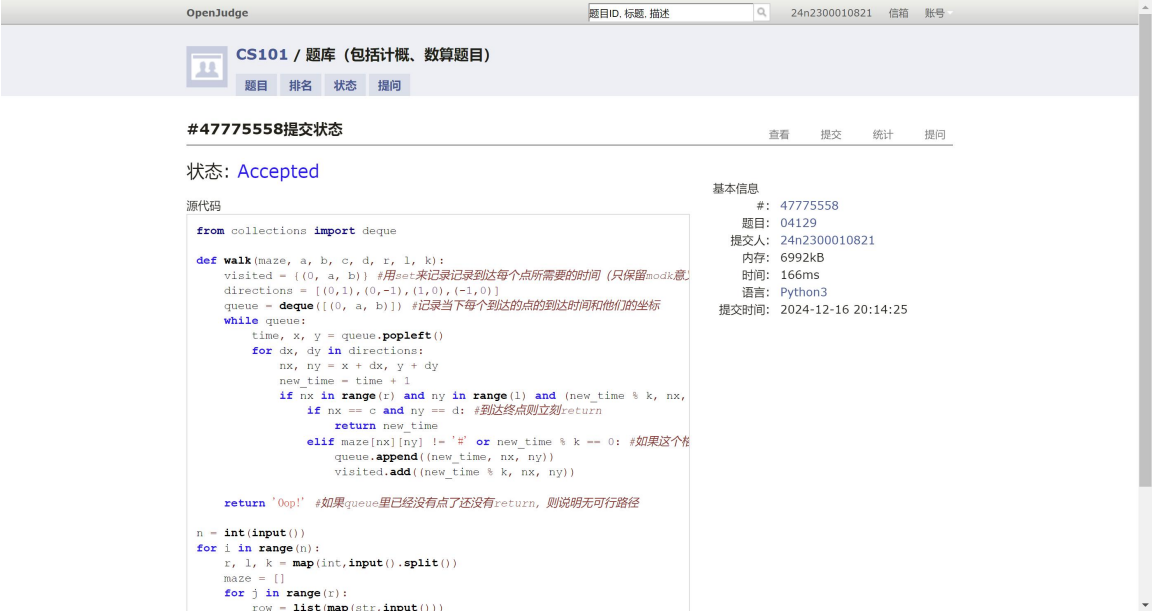 OpenJudge
题目ID, 标题, 描述
24n2300010821 信箱 账号
CS101 / 题库（包括计概、数算题目）
题目 排名 状态 提问
#47775558提交状态
查看 提交 统计 提问
状态: Accepted
源代码
from collections import deque
def walk(maze, a, b, c, d, r, l, k):
visited = {(0, a, b)} #用set来记录记录到达每个点所需要的时间（只保留modk意
directions = [(0,1),(0,-1),(1,0),(-1,0)]
queue = deque([(0, a, b)]) #记录当下每个到达的点的到达时间和他们的坐标
while queue:
time, x, y = queue.popleft()
for dx, dy in directions:
nx, ny = x + dx, y + dy
new_time = time + 1
if nx in range(r) and ny in range(l) and (new_time % k, nx,
if nx == c and ny == d: #到达终点则立刻return
return new_time
elif maze[nx][ny] != '#' or new_time % k == 0: #如果这个格
queue.append((new_time, nx, ny))
visited.add((new_time % k, nx, ny))
return 'Oop!' #如果queue里已经没有点了还没有return，则说明无可行路径
n = int(input())
for i in range(n):
r, l, k = map(int,input().split())
maze = []
for j in range(r):
row = list(map(str,input()))
基本信息
#: 47775558
题目: 04129
提交人: 24n2300010821
内存: 6992kB
时间: 166ms
语言: Python3
提交时间: 2024-12-16 20:14:25